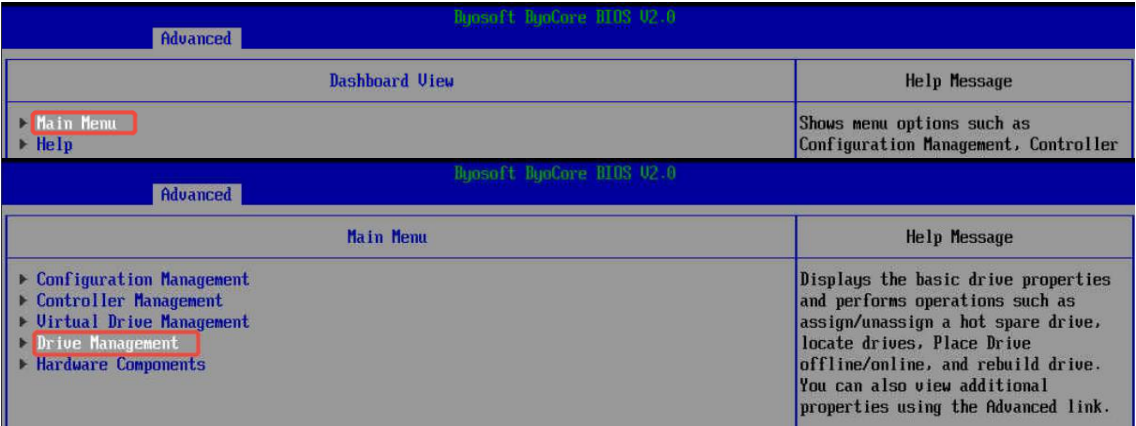 Byosoft ByoCore BIOS V2.0
Advanced
Dashboard View
Help Message
Main Menu
Help
Shows menu options such as
Configuration Management, Controller
Byosoft ByoCore BIOS V2.0
Advanced
Main Menu
Help Message
Configuration Management
Controller Management
Virtual Drive Management
Drive Management
Hardware Components
Displays the basic drive properties
and performs operations such as
assign/unassign a hot spare drive,
locate drives, Place Drive
offline/online, and rebuild drive.
You can also view additional
properties using the Advanced link.